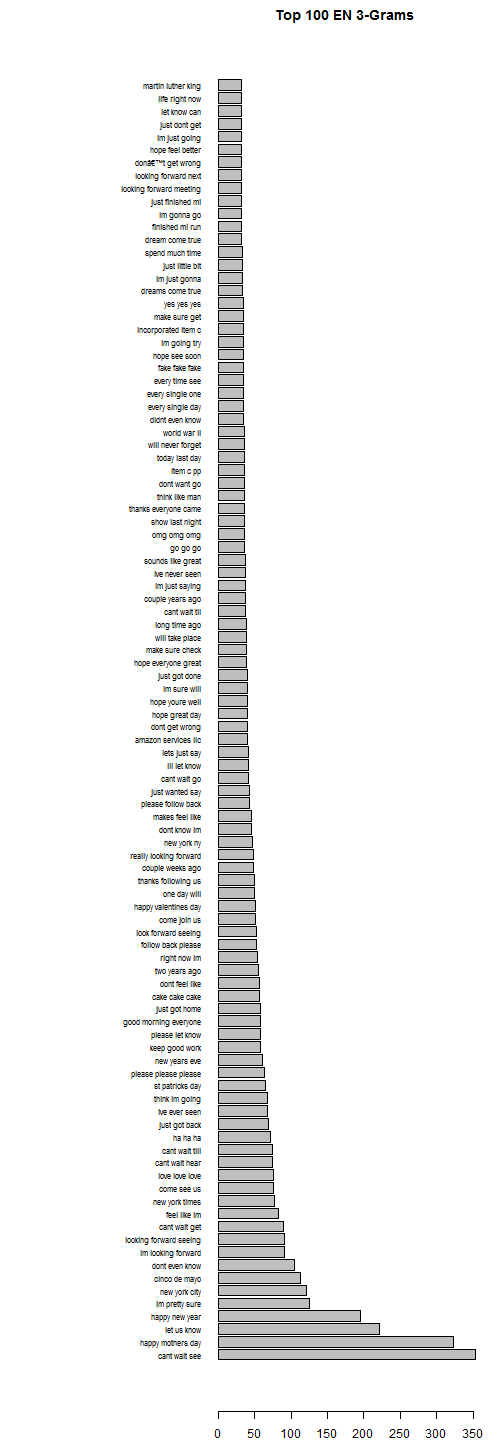 Top 100 EN 3-Grams
martin luther king
life right now
let know can
just dont get
im just going
hope feel better
donâ€™t get wrong
looking forward next
looking forward meeting
just finished mi
im gonna go
finished mi run
dream come true
spend much time
just little bit
im just gonna
dreams come true
yes yes yes
make sure get
incorporated item c
im going try
hope see soon
fake fake fake
every time see
every single one
every single day
didnt even know
world war ii
will never forget
today last day
item c pp
dont want go
think like man
thanks everyone came
show last night
omg omg omg
go go go
sounds like great
ive never seen
im just saying
couple years ago
cant wait til
long time ago
will take place
make sure check
hope everyone great
just got done
im sure will
hope youre well
hope great day
dont get wrong
amazon services llc
lets just say
ill let know
cant wait go
just wanted say
please follow back
makes feel like
dont know im
new york ny
really looking forward
couple weeks ago
thanks following us
one day will
happy valentines day
come join us
look forward seeing
follow back please
right now im
two years ago
dont feel like
cake cake cake
just got home
good morning everyone
please let know
keep good work
new years eve
please please please
st patricks day
think im going
ive ever seen
just got back
ha ha ha
cant wait till
cant wait hear
love love love
come see us
new york times
feel like im
cant wait get
looking forward seeing
im looking forward
dont even know
cinco de mayo
new york city
im pretty sure
happy new year
let us know
happy mothers day
cant wait see
0 50 100 150 200 250 300 350